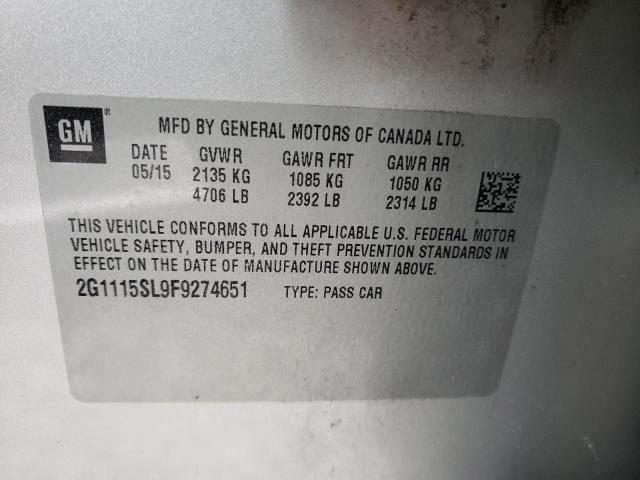 GM
MFD BY GENERAL MOTORS OF CANADA LTD.
DATE GVWR GAWR FRT GAWR RR
05/15 2135 KG 1085 KG 1050 KG
4706 LB 2392 LB 2314 LB
THIS VEHICLE CONFORMS TO ALL APPLICABLE U.S. FEDERAL MOTOR
VEHICLE SAFETY, BUMPER, AND THEFT PREVENTION STANDARDS IN
EFFECT ON THE DATE OF MANUFACTURE SHOWN ABOVE.
2G1115SL9F9274651 TYPE: PASS CAR